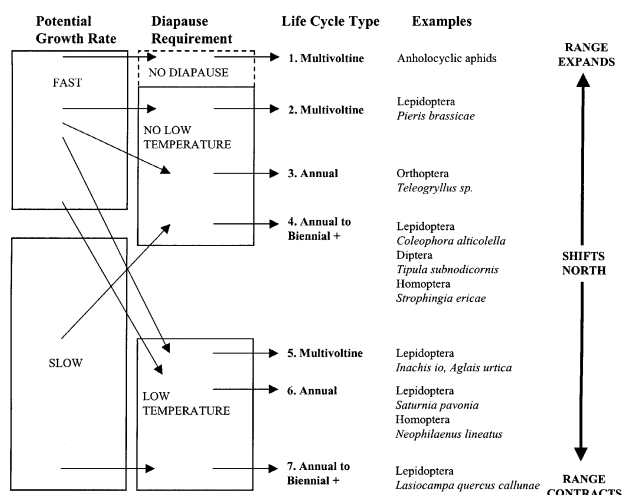 Potential Growth Rate
Diapause Requirement
Life Cycle Type
Examples
FAST
SLOW
NO DIAPAUSE
NO LOW
TEMPERATURE
LOW
TEMPERATURE
1. Multivoltine
Anholocyclic aphids
2. Multivoltine
Lepidoptera
Pieris brassicae
3. Annual
Orthoptera
Teleogryllus sp.
4. Annual to
Biennial +
Lepidoptera
Coleophora alticolella
Diptera
Tipula subnodicornis
Homoptera
Strophingia ericae
5. Multivoltine
Lepidoptera
Inachis io, Aglais urtica
6. Annual
Lepidoptera
Saturnia pavonia
Homoptera
Neophilaenus lineatus
7. Annual to
Biennial +
Lepidoptera
Lasiocampa quercus callunae
RANGE
EXPANDS
SHIFTS
NORTH
RANGE
CONTRACTS